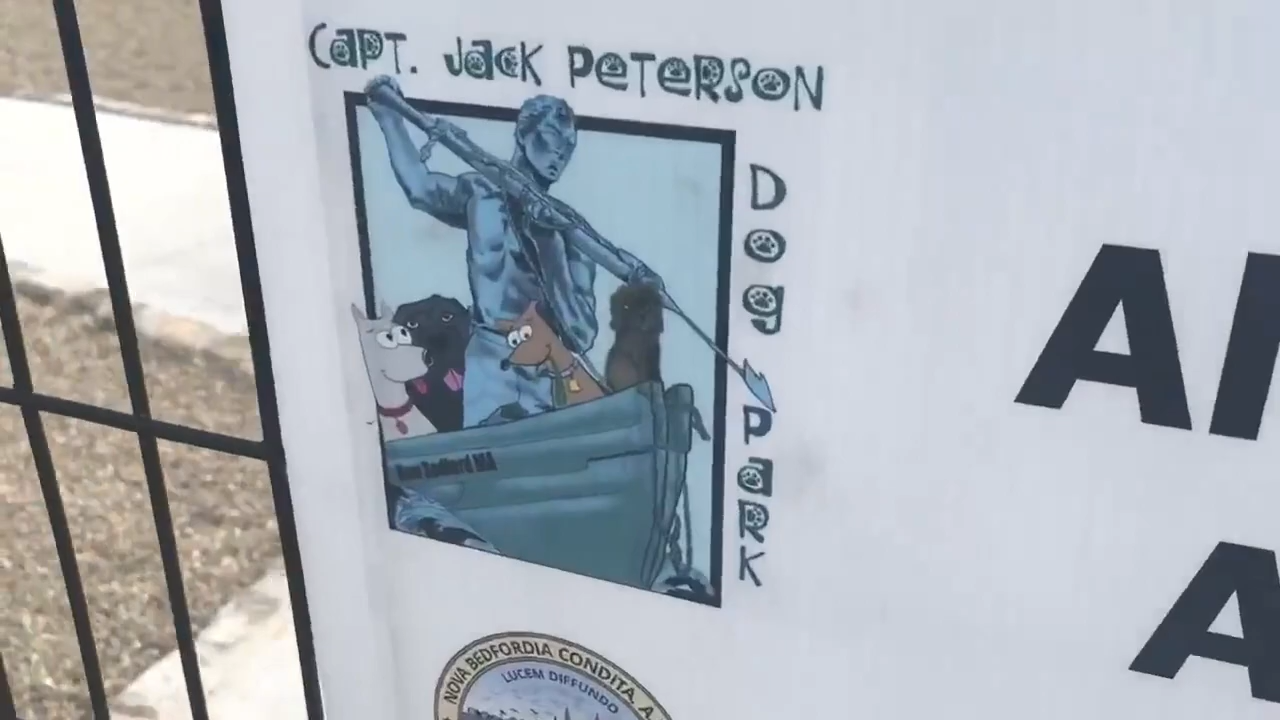 Capt. Jack Peterson
Dog Park
New Bedford MA
NOVA BEDFORDIA CONDITA. A.
LUCEM DIFFUNDO
A
A